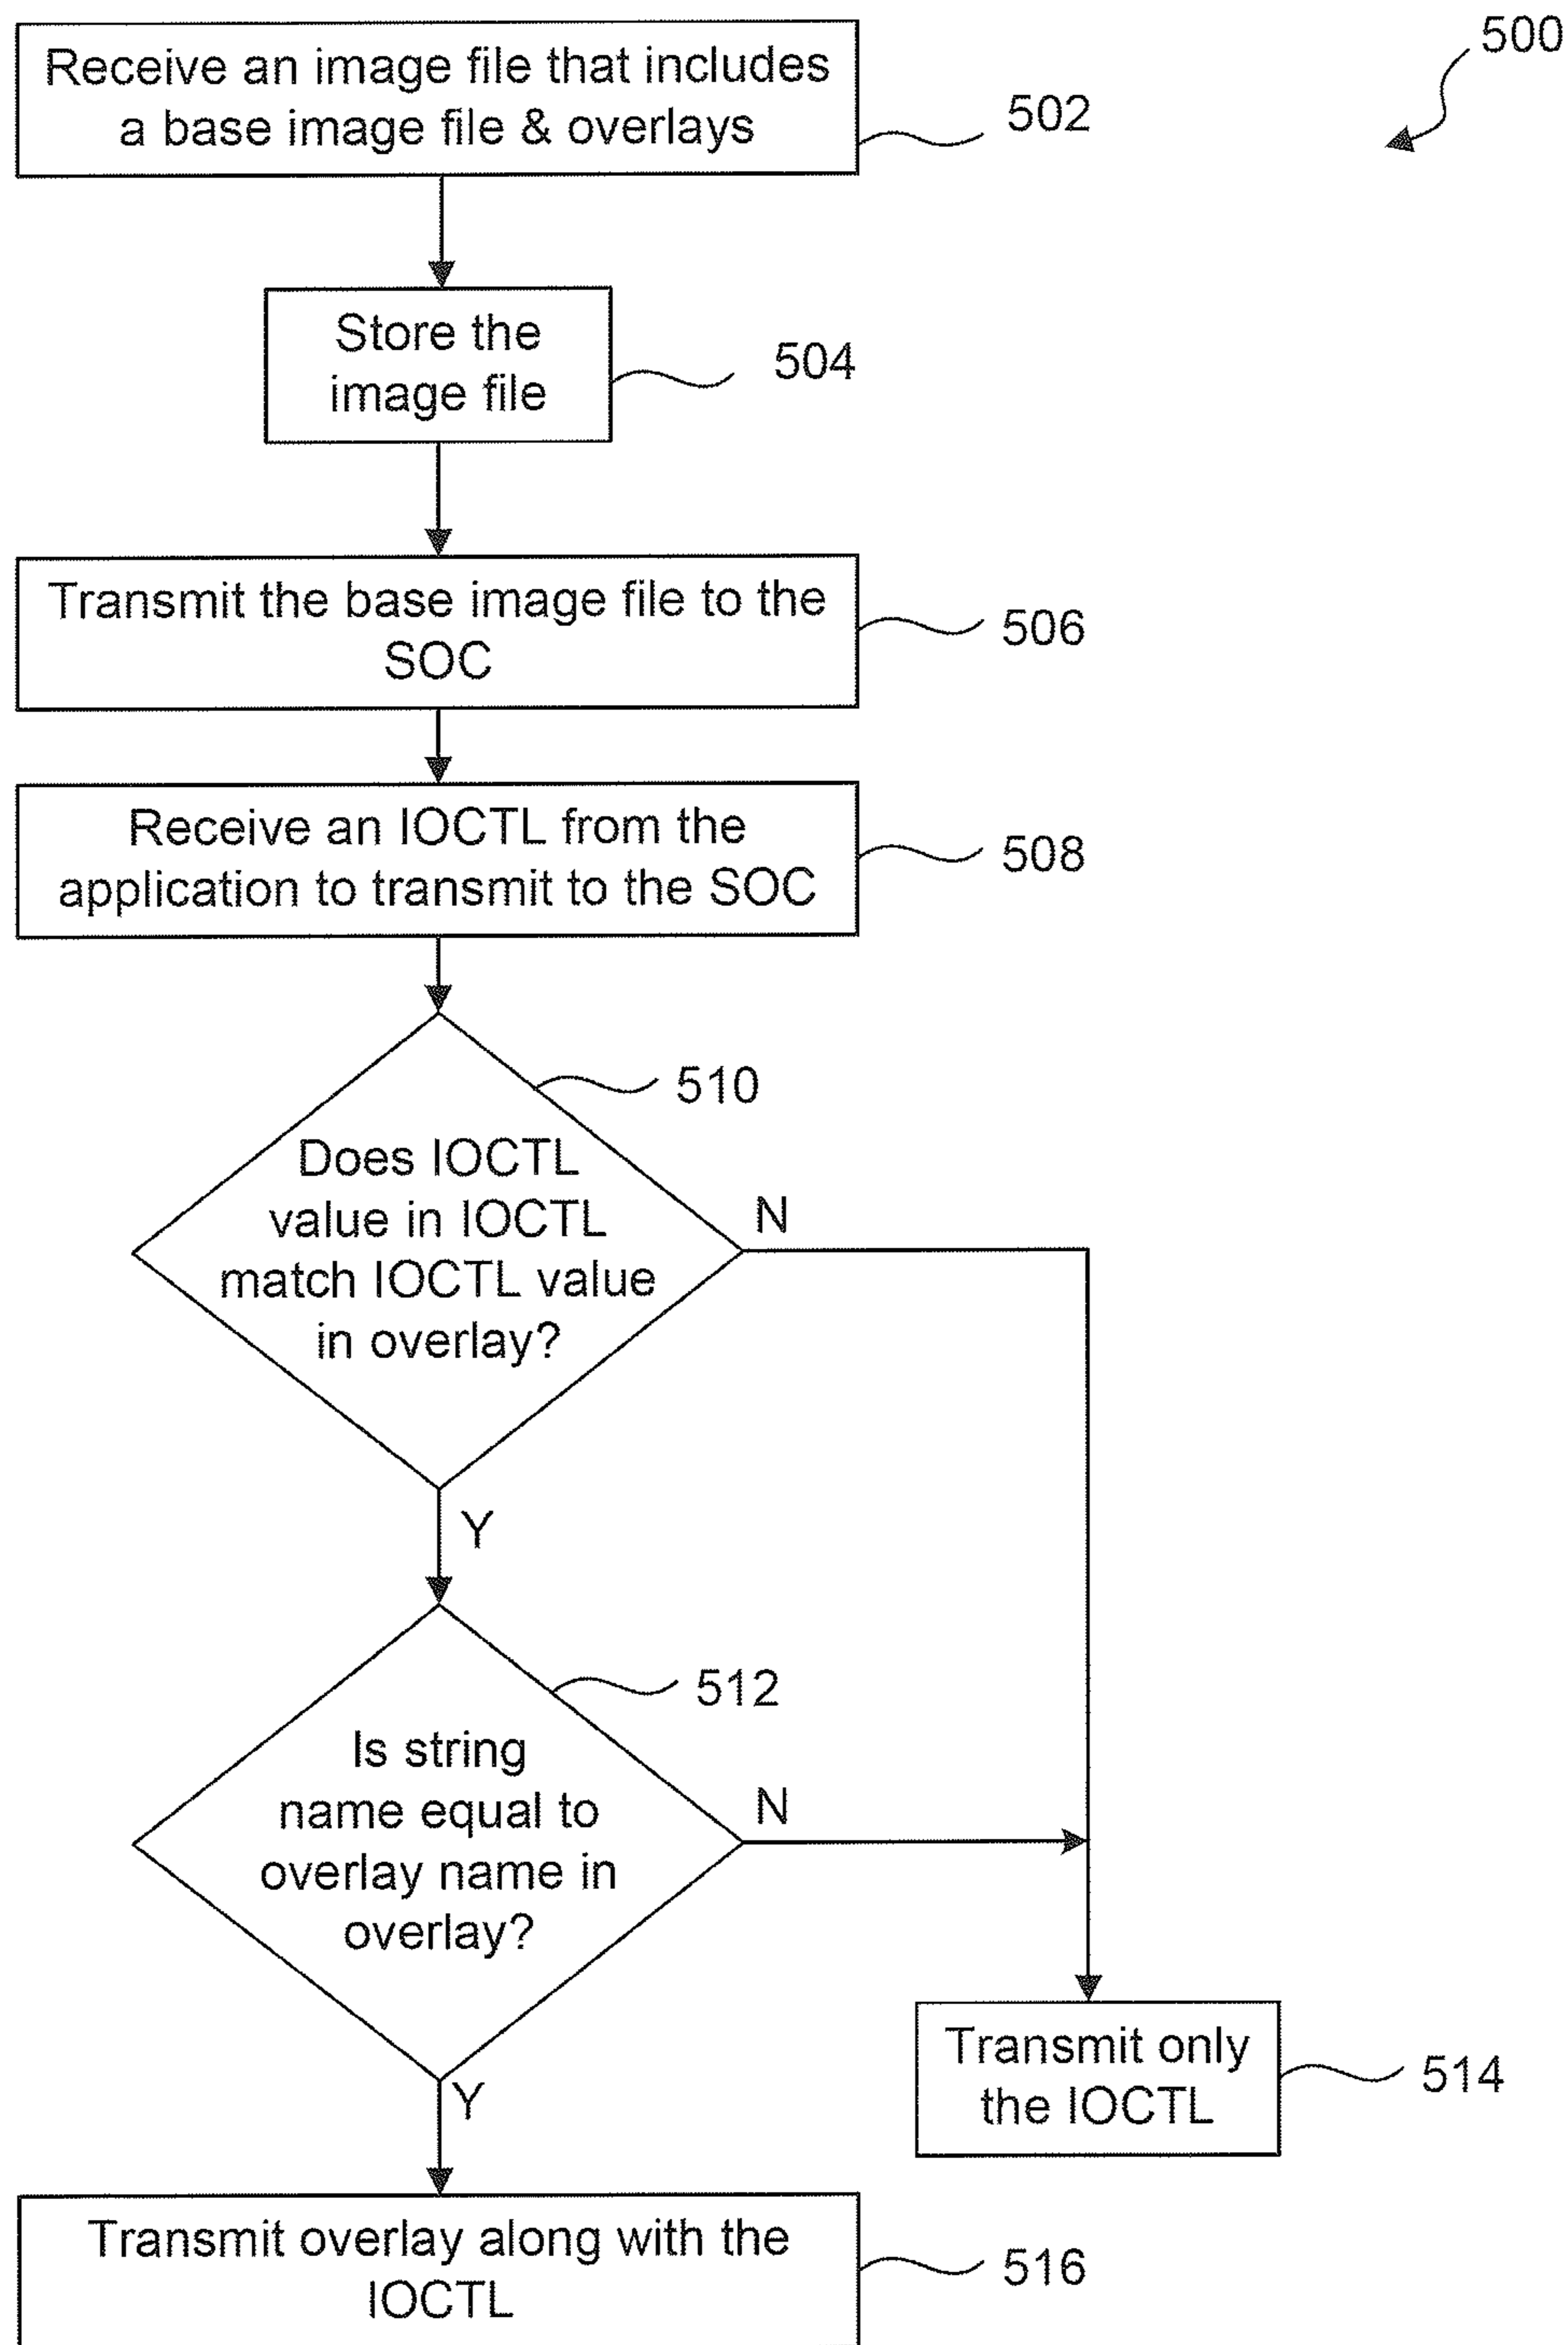 500
Receive an image file that includes
a base image file & overlays
502
Store the
image file
504
Transmit the base image file to the
SOC
506
Receive an IOCTL from the
application to transmit to the SOC
508
510
Does IOCTL
value in IOCTL
match IOCTL value
in overlay?
N
Y
512
Is string
name equal to
overlay name in
overlay?
N
Y
Transmit only
the IOCTL
514
Transmit overlay along with the
IOCTL
516